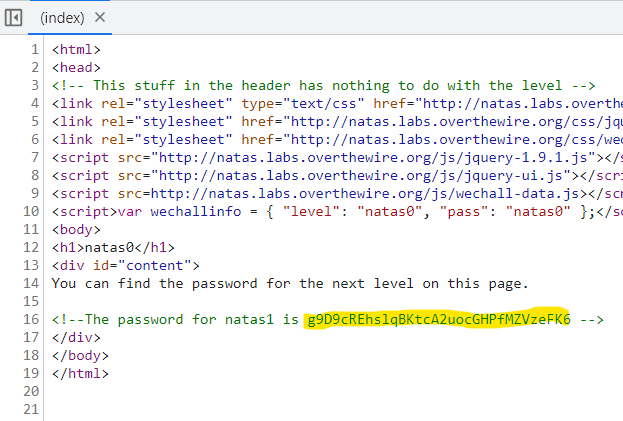 (index)
1 <html>
2 <head>
3 <!-- This stuff in the header has nothing to do with the level -->
4 <link rel="stylesheet" type="text/css" href="http://natas.labs.overthewire
5 <link rel="stylesheet" href="http://natas.labs.overthewire.org/css/jqu
6 <link rel="stylesheet" href="http://natas.labs.overthewire.org/css/wec
7 <script src="http://natas.labs.overthewire.org/js/jquery-1.9.1.js"></s
8 <script src="http://natas.labs.overthewire.org/js/jquery-ui.js"></scri
9 <script src=http://natas.labs.overthewire.org/js/wechall-data.js></scr
10 <script>var wechallinfo = { "level": "natas0", "pass": "natas0" };</s
11 <body>
12 <h1>natas0</h1>
13 <div id="content">
14 You can find the password for the next level on this page.
15
16 <!--The password for natas1 is g9D9cREhslqBKtcA2uocGHPfMZVzeFK6 -->
17 </div>
18 </body>
19 </html>
20
21